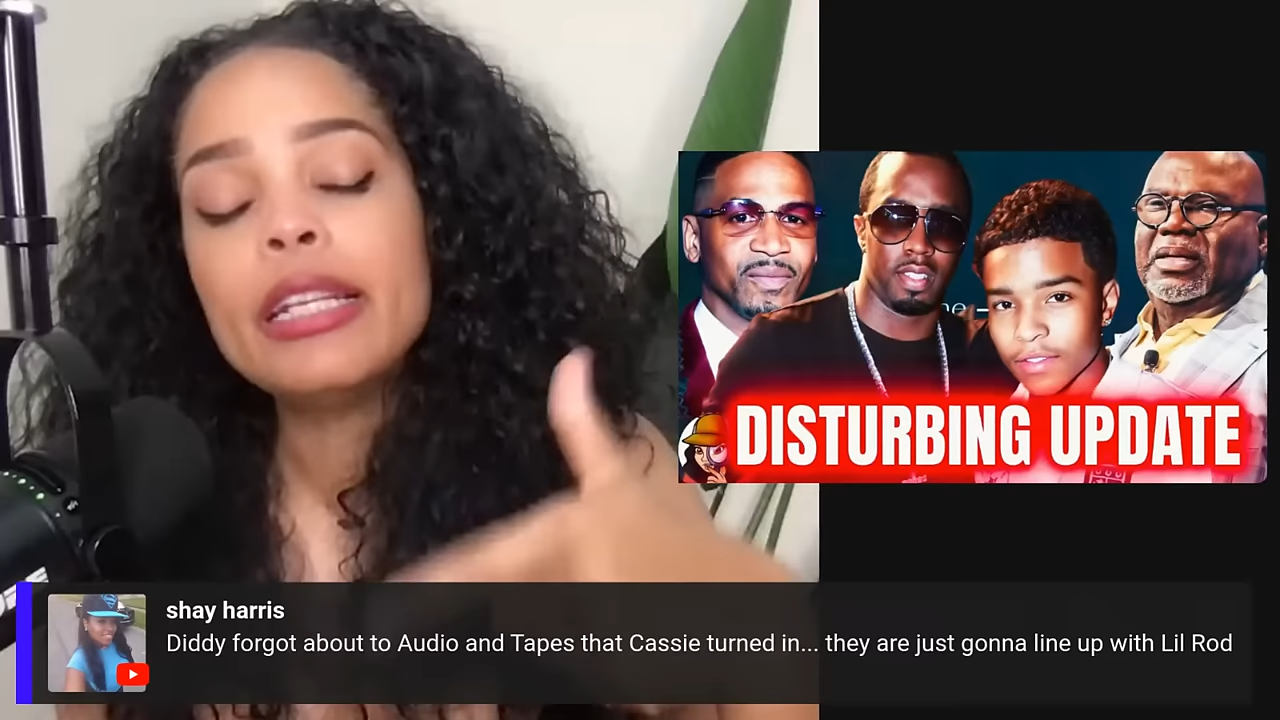 DISTURBING UPDATE
shay harris
Diddy forgot about to Audio and Tapes that Cassie turned in... they are just gonna line up with Lil Rod